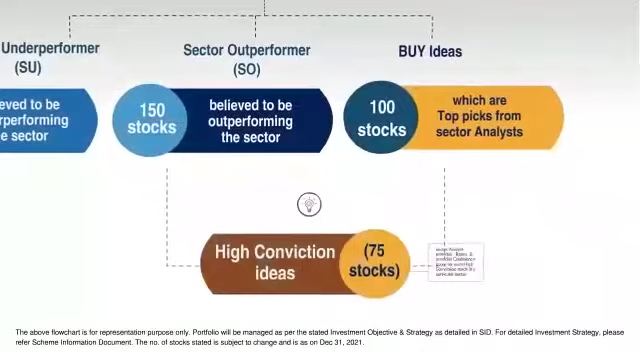 Underperformer
(SU)
Sector Outperformer
(SO)
BUY Ideas
eved to be
rperforming
e sector
150
stocks
believed to be
outperforming
the sector
100
stocks
which are
Top picks from
sector Analysts
High Conviction
ideas
(75
stocks)
The above flowchart is for representation purpose only. Portfolio will be managed as per the stated Investment Objective & Strategy as detailed in SID. For detailed Investment Strategy, please
refer Scheme Information Document. The no. of stocks stated is subject to change and is as on Dec 31, 2021.